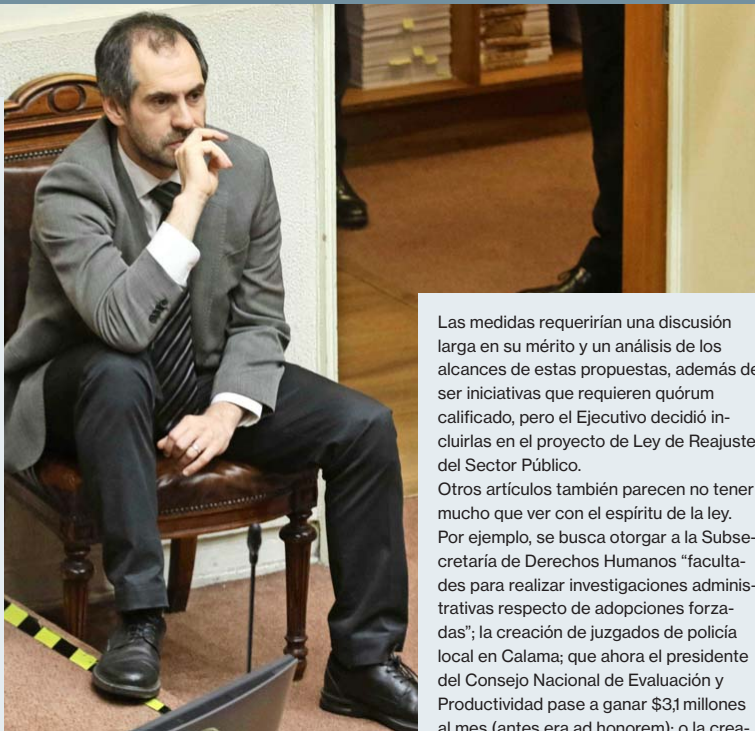 Las medidas requerirían una discusión
larga en su mérito y un análisis de los
alcances de estas propuestas, además de
ser iniciativas que requieren quórum
calificado, pero el Ejecutivo decidió in-
cluirlas en el proyecto de Ley de Reajuste
del Sector Público.
Otros artículos también parecen no tener
mucho que ver con el espíritu de la ley.
Por ejemplo, se busca otorgar a la Subse-
cretaría de Derechos Humanos “faculta-
des para realizar investigaciones adminis-
trativas respecto de adopciones forza-
das”; la creación de juzgados de policía
local en Calama; que ahora el presidente
del Consejo Nacional de Evaluación y
Productividad pase a ganar $3,1 millones
al mes (antes era ad honorem); o la crea-